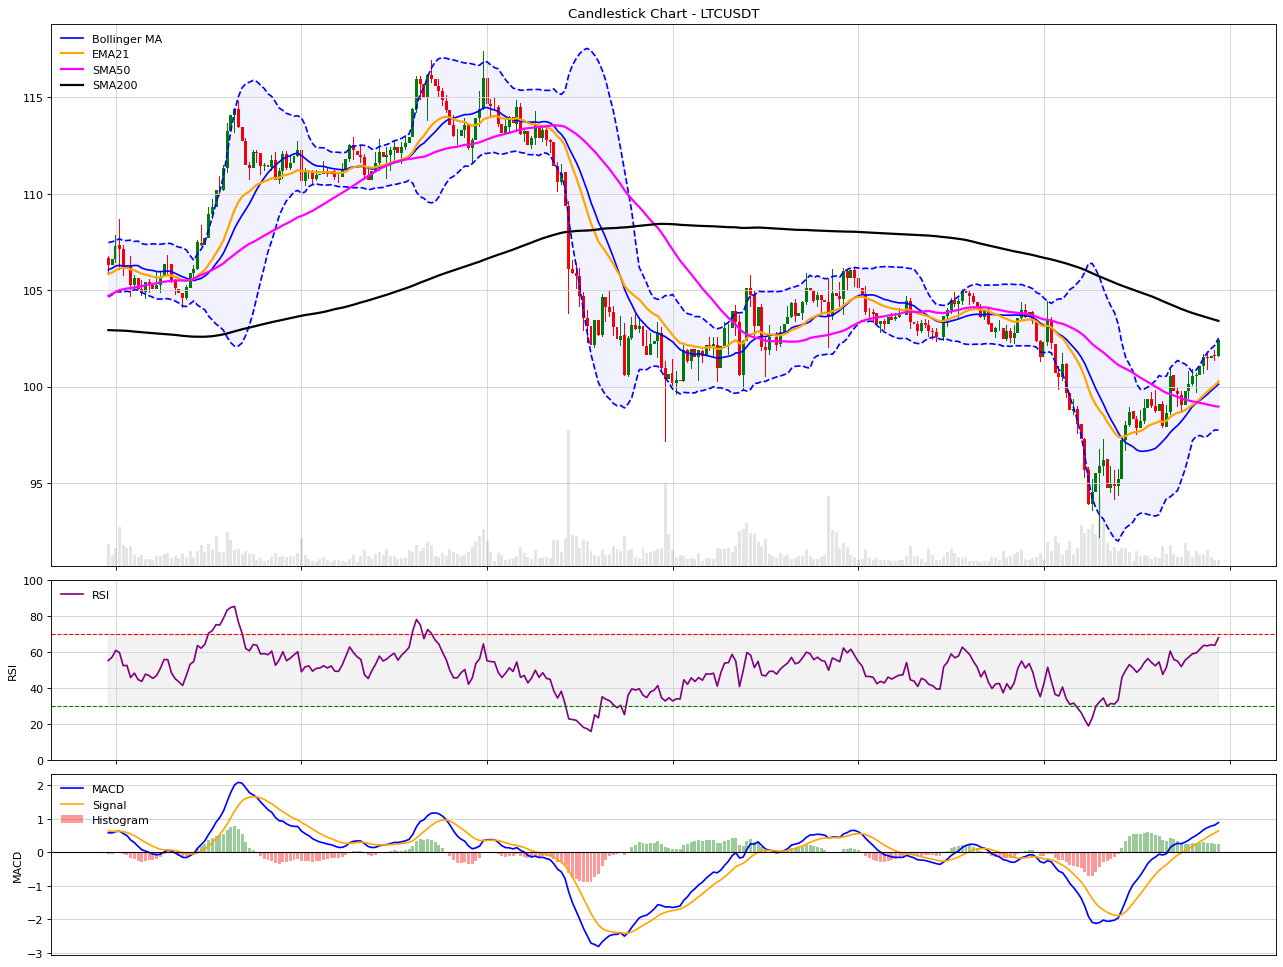 Candlestick Chart - LTCUSDT
Bollinger MA
EMA21
SMA50
SMA200
115
110
105
100
95
100
80
60
40
20
0
RSI
RSI
2
1
0
−1
−2
−3
MACD
MACD
Signal
Histogram